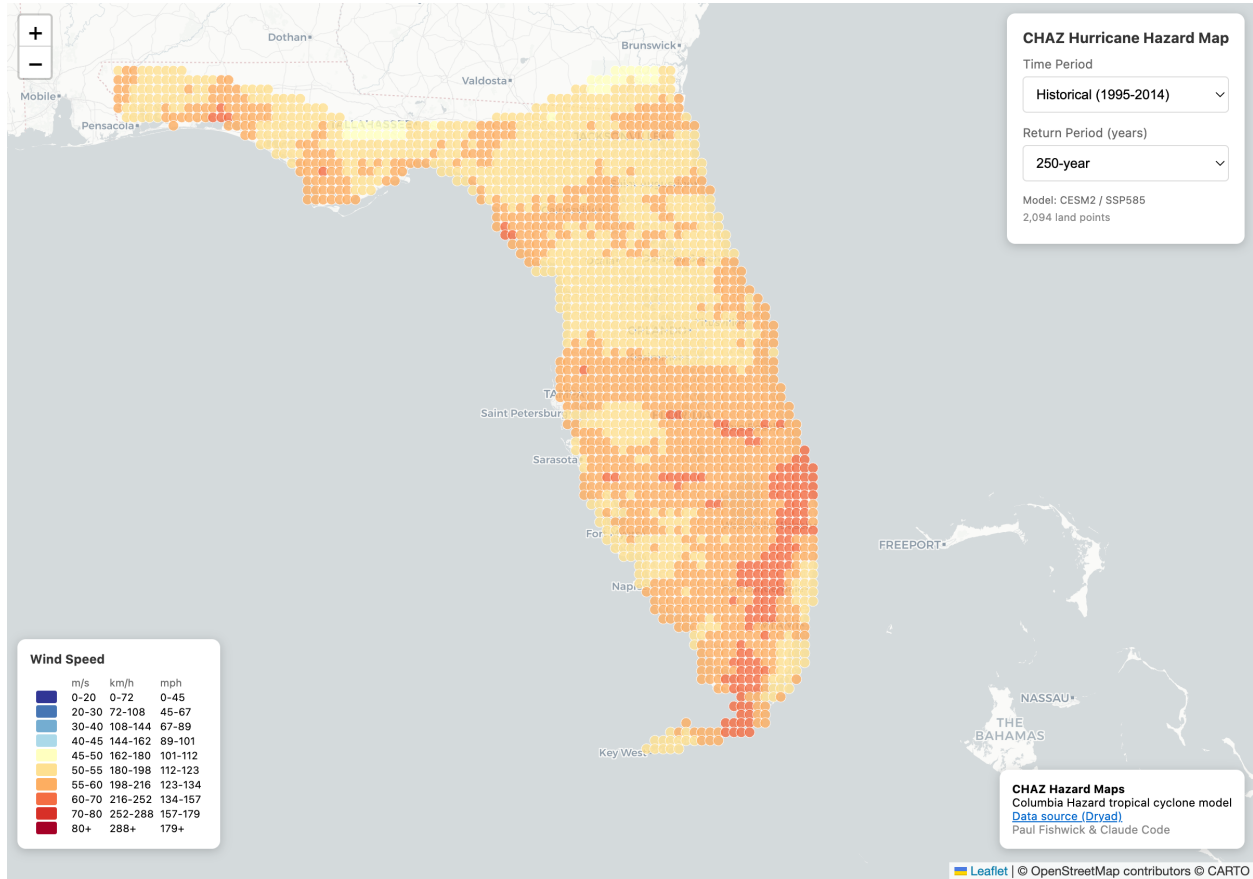 +
−
Dothan
Brunswick
Valdosta
Mobile
Pensacola
Saint Petersbur
Sarasota
Key West
FREEPORT
NASSAU
THE
BAHAMAS
CHAZ Hurricane Hazard Map
Time Period
Historical (1995-2014)
Return Period (years)
250-year
Model: CESM2 / SSP585
2,094 land points
Wind Speed
m/s km/h mph
0-20 0-72 0-45
20-30 72-108 45-67
30-40 108-144 67-89
40-45 144-162 89-101
45-50 162-180 101-112
50-55 180-198 112-123
55-60 198-216 123-134
60-70 216-252 134-157
70-80 252-288 157-179
80+ 288+ 179+
CHAZ Hazard Maps
Columbia Hazard tropical cyclone model
Data source (Dryad)
Paul Fishwick & Claude Code
Leaflet | © OpenStreetMap contributors © CARTO